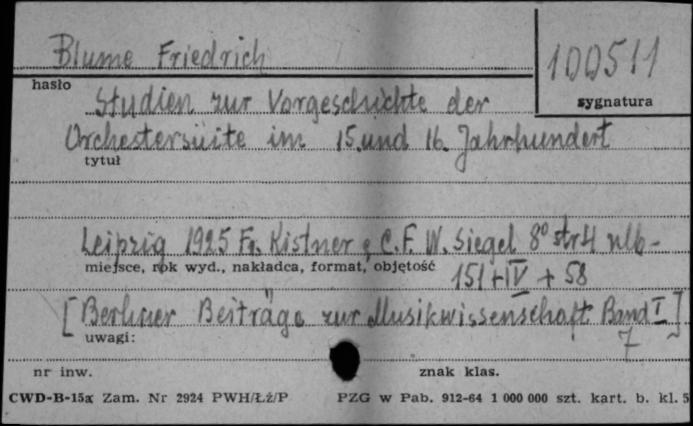 Blume Friedrich
100511
hasło
sygnatura
Studien zur Vorgeschichte der
Orchestersuite im 15. und 16. Jahrhundert
tytuł
Leipzig 1925 Fr. Kistner & C.F.W. Siegel 8° str 4 nlb -
miejsce, rok wyd., nakładca, format, objętość
151 + IV + 58
[Berliner Beiträge zur Musikwissenschaft Band I]
uwagi:
7
nr inw.
znak klas.
CWD-B-15a Zam. Nr 2924 PWH/Łź/P PZG w Pab. 912-64 1 000 000 szt. kart. b. kl. 5